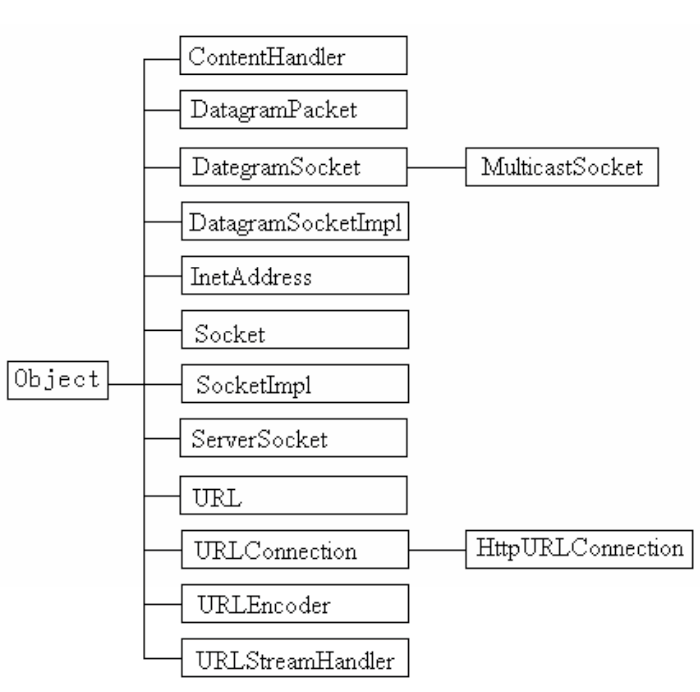 ContentHandler
DatagramPacket
DategramSocket
MulticastSocket
DatagramSocketImpl
InetAddress
Socket
Object
SocketImpl
ServerSocket
URL
URLConnection
HttpURLConnection
URLEncoder
URLStreamHandler